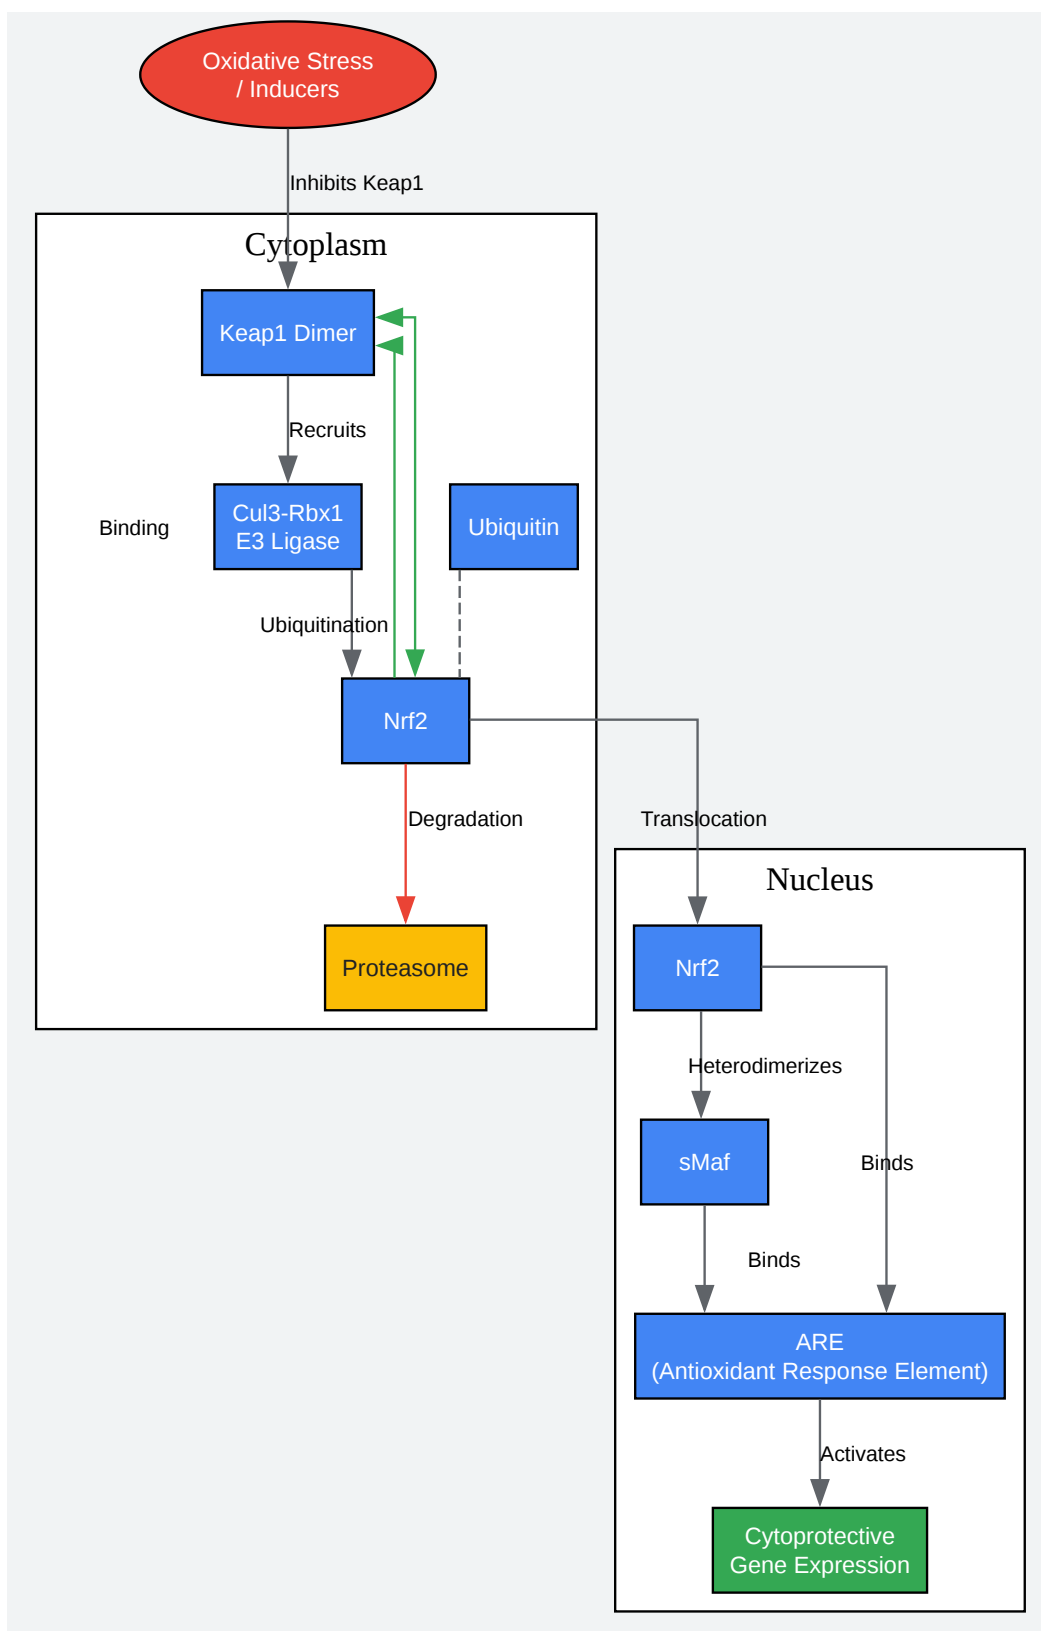 Oxidative Stress
/ Inducers
Inhibits Keap1
Cytoplasm
Keap1 Dimer
Recruits
Cul3-Rbx1
E3 Ligase
Ubiquitin
Binding
Ubiquitination
Nrf2
Degradation
Translocation
Proteasome
Nucleus
Nrf2
Heterodimerizes
sMaf
Binds
Binds
ARE
(Antioxidant Response Element)
Activates
Cytoprotective
Gene Expression